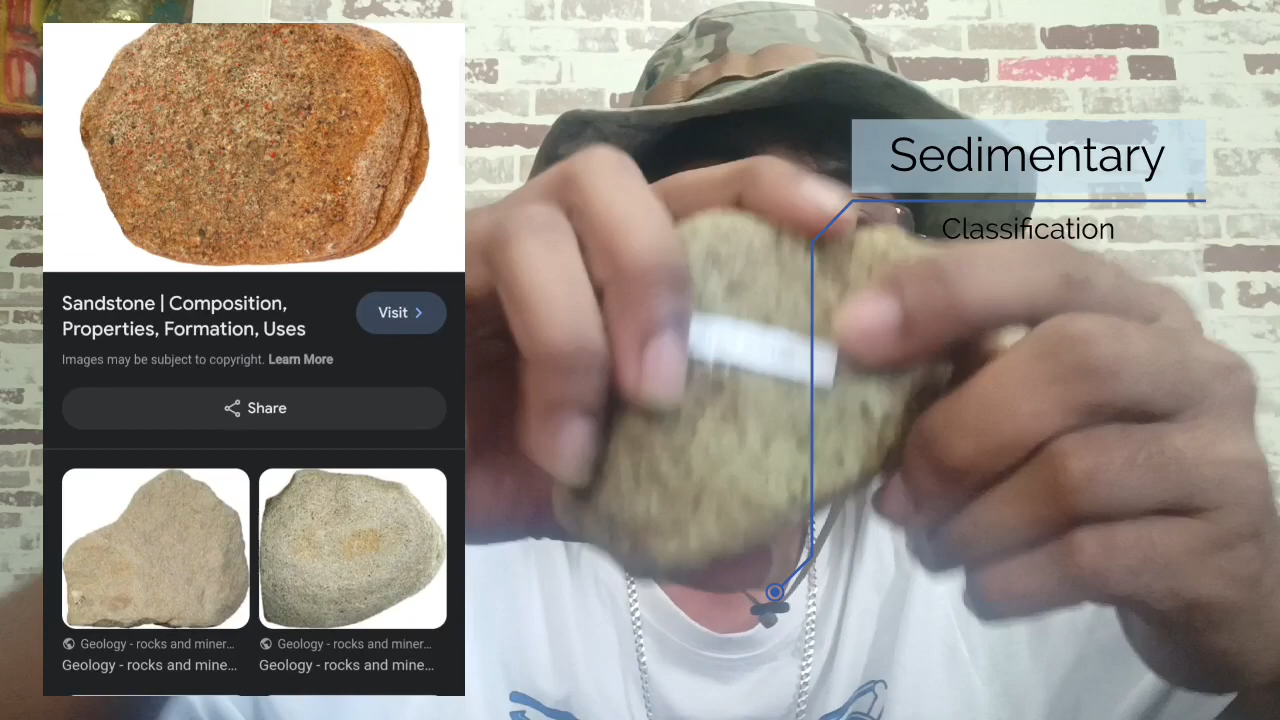 Sandstone | Composition,
Properties, Formation, Uses
Visit
Images may be subject to copyright. Learn More
Share
Geology - rocks and miner...
Geology - rocks and mine...
Geology - rocks and miner...
Geology - rocks and mine...
Sedimentary
Classification